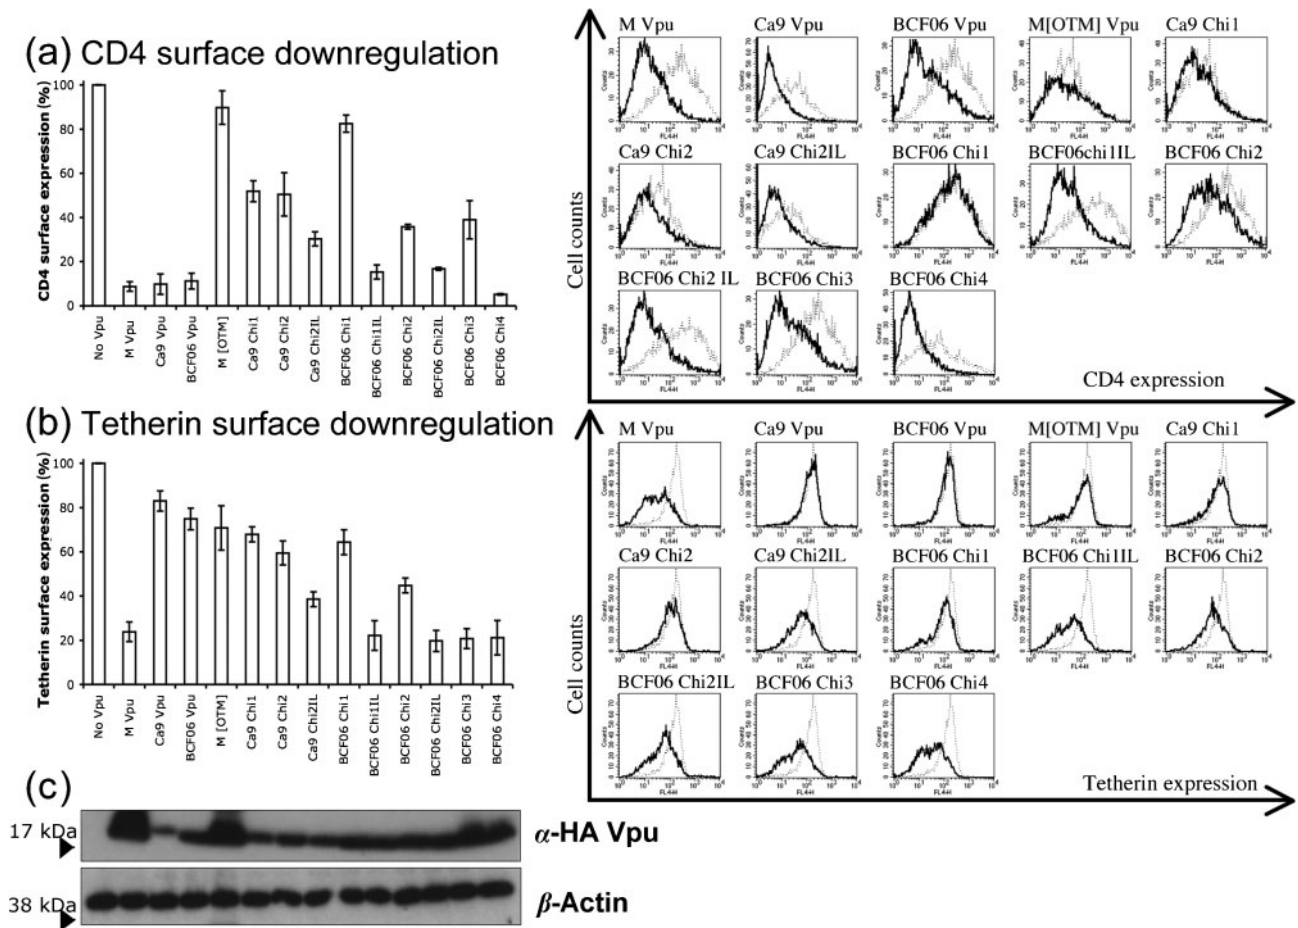 (a) CD4 surface downregulation
CD4 surface expression (%)
100
80
60
40
20
0
No Vpu
M Vpu
Ca9 Vpu
BCF06 Vpu
M [OTM]
Ca9 Chi1
Ca9 Chi2
Ca9 Chi2IL
BCF06 Chi1
BCF06 Chi1IL
BCF06 Chi2
BCF06 Chi2IL
BCF06 Chi3
BCF06 Chi4
Cell counts
M Vpu
Ca9 Vpu
BCF06 Vpu
M[OTM] Vpu
Ca9 Chi1
Ca9 Chi2
Ca9 Chi2IL
BCF06 Chi1
BCF06chi1IL
BCF06 Chi2
BCF06 Chi2 IL
BCF06 Chi3
BCF06 Chi4
CD4 expression
(b) Tetherin surface downregulation
Tetherin surface expression (%)
100
80
60
40
20
0
No Vpu
M Vpu
Ca9 Vpu
BCF06 Vpu
M [OTM]
Ca9 Chi1
Ca9 Chi2
Ca9 Chi2IL
BCF06 Chi1
BCF06 Chi1IL
BCF06 Chi2
BCF06 Chi2IL
BCF06 Chi3
BCF06 Chi4
Cell counts
M Vpu
Ca9 Vpu
BCF06 Vpu
M[OTM] Vpu
Ca9 Chi1
Ca9 Chi2
Ca9 Chi2IL
BCF06 Chi1
BCF06 Chi1IL
BCF06 Chi2
BCF06 Chi2IL
BCF06 Chi3
BCF06 Chi4
Tetherin expression
(c)
17 kDa
α-HA Vpu
38 kDa
β-Actin